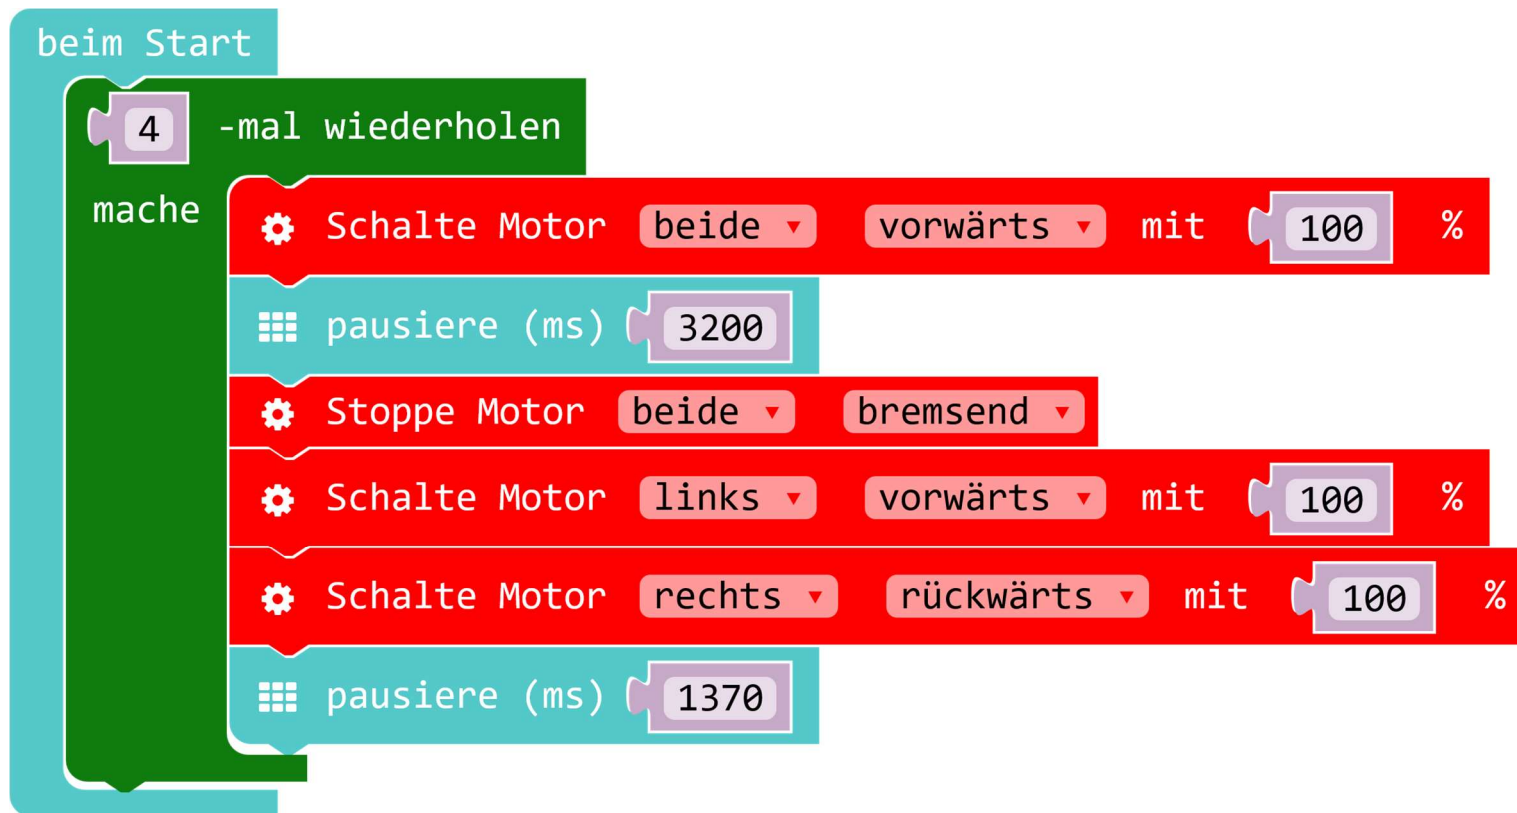 beim Start
4 -mal wiederholen
mache
Schalte Motor beide vorwärts mit 100 %
pausiere (ms) 3200
Stoppe Motor beide bremsend
Schalte Motor links vorwärts mit 100 %
Schalte Motor rechts rückwärts mit 100 %
pausiere (ms) 1370